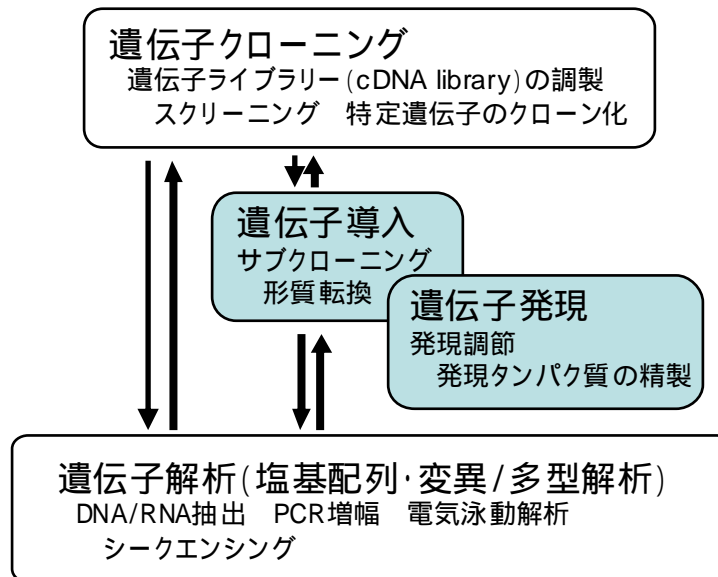 遺伝子クローニング
遺伝子ライブラリー(cDNA library)の調製
スクリーニング 特定遺伝子のクローン化
遺伝子導入
サブクローニング
形質転換
遺伝子発現
発現調節
発現タンパク質の精製
遺伝子解析(塩基配列・変異/多型解析)
DNA/RNA抽出 PCR増幅 電気泳動解析
シークエンシング